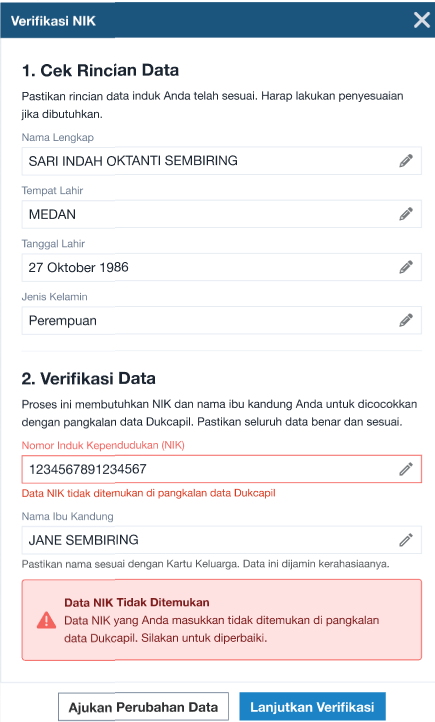 Verifikasi NIK
1. Cek Rincian Data
Pastikan rincian data induk Anda telah sesuai. Harap lakukan penyesuaian
jika dibutuhkan.
Nama Lengkap
SARI INDAH OKTANTI SEMBIRING
Tempat Lahir
MEDAN
Tanggal Lahir
27 Oktober 1986
Jenis Kelamin
Perempuan
2. Verifikasi Data
Proses ini membutuhkan NIK dan nama ibu kandung Anda untuk dicocokkan
dengan pangkalan data Dukcapil. Pastikan seluruh data benar dan sesuai.
Nomor Induk Kependudukan (NIK)
1234567891234567
Data NIK tidak ditemukan di pangkalan data Dukcapil
Nama Ibu Kandung
JANE SEMBIRING
Pastikan nama sesuai dengan Kartu Keluarga. Data ini dijamin kerahasiaanya.
Data NIK Tidak Ditemukan
Data NIK yang Anda masukkan tidak ditemukan di pangkalan
data Dukcapil. Silakan untuk diperbaiki.
Ajukan Perubahan Data
Lanjutkan Verifikasi